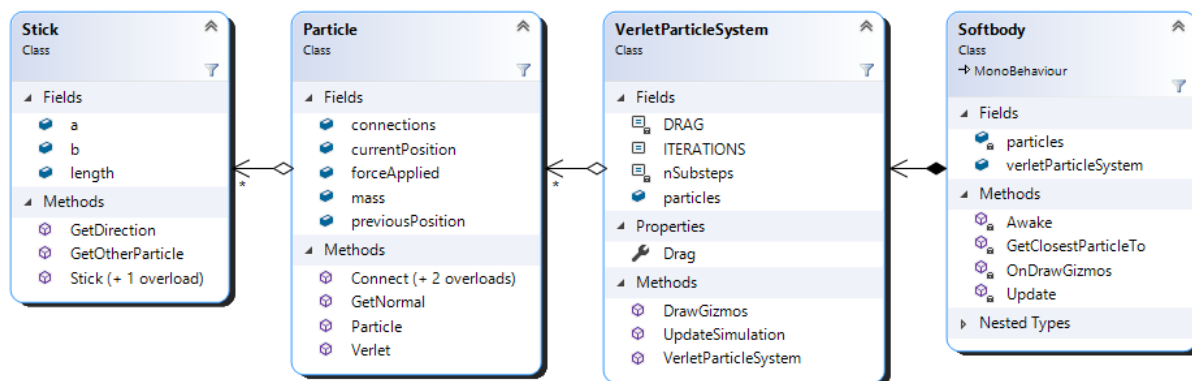 Stick
Class
Fields
a
b
length
Methods
GetDirection
GetOtherParticle
Stick (+ 1 overload)
*
Particle
Class
Fields
connections
currentPosition
forceApplied
mass
previousPosition
Methods
Connect (+ 2 overloads)
GetNormal
Particle
Verlet
*
VerletParticleSystem
Class
Fields
DRAG
ITERATIONS
nSubsteps
particles
Properties
Drag
Methods
DrawGizmos
UpdateSimulation
VerletParticleSystem
Softbody
Class
MonoBehaviour
Fields
particles
verletParticleSystem
Methods
Awake
GetClosestParticleTo
OnDrawGizmos
Update
Nested Types